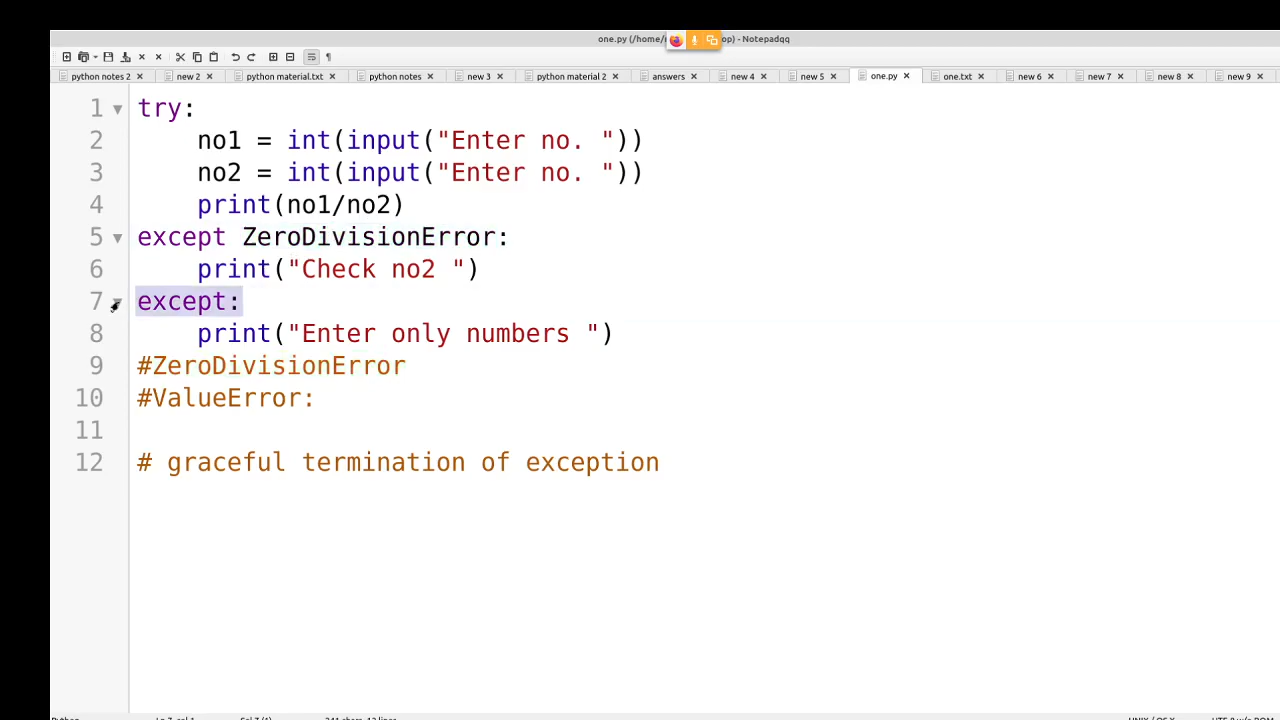 one.py (/home/ op) - Notepadqq
python notes 2 new 2 python material.txt python notes new 3 python material 2 answers new 4 new 5 one.py one.txt new 6 new 7 new 8 new 9
1 try:
2 no1 = int(input("Enter no. "))
3 no2 = int(input("Enter no. "))
4 print(no1/no2)
5 except ZeroDivisionError:
6 print("Check no2 ")
7 except:
8 print("Enter only numbers ")
9 #ZeroDivisionError
10 #ValueError:
11
12 # graceful termination of exception